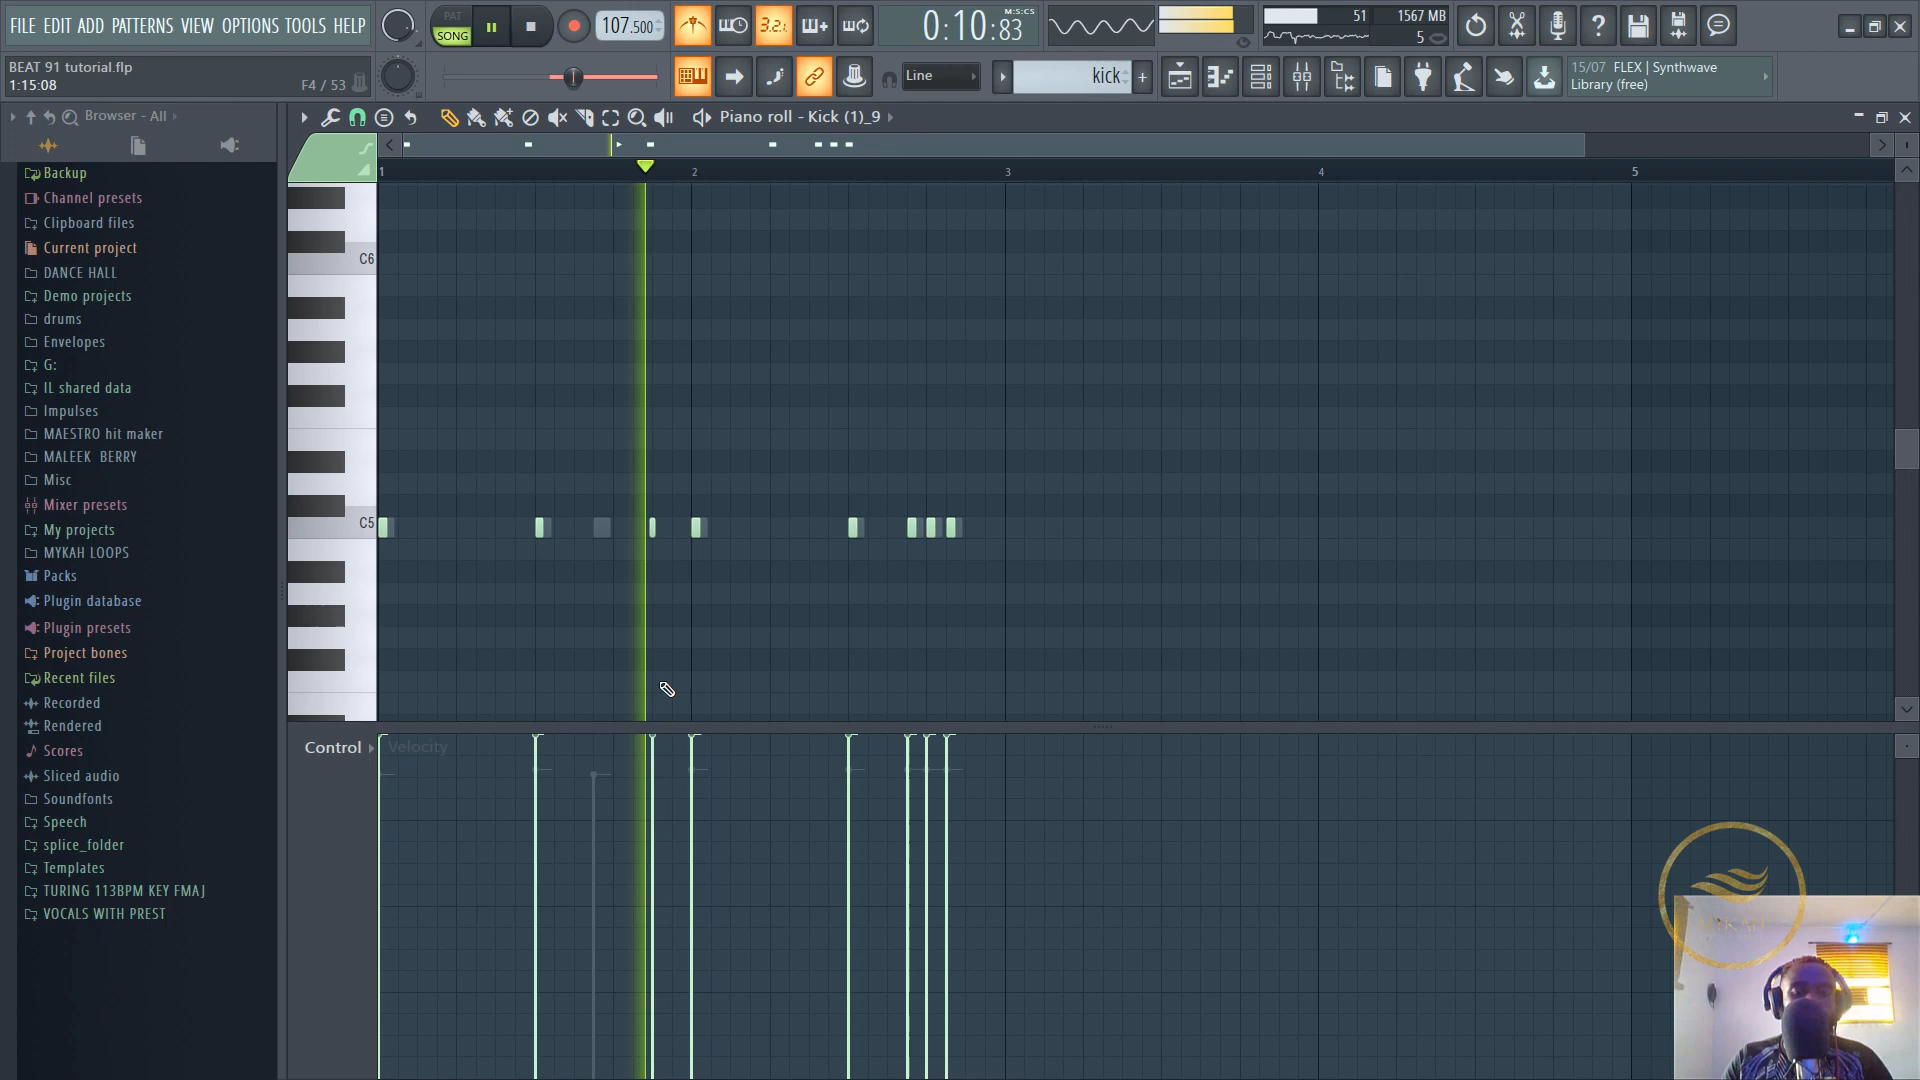 FILE EDIT ADD PATTERNS VIEW OPTIONS TOOLS HELP
PAT
SONG
107.500
3.2.
0:10:83
M:S:CS
51
1567 MB
5
BEAT 91 tutorial.flp
1:15:08
F4 / 53
Line
kick
15/07 FLEX | Synthwave
Library (free)
Browser - All
Piano roll - Kick (1)_9
Backup
Channel presets
Clipboard files
Current project
DANCE HALL
Demo projects
drums
Envelopes
G:
IL shared data
Impulses
MAESTRO hit maker
MALEEK BERRY
Misc
Mixer presets
My projects
MYKAH LOOPS
Packs
Plugin database
Plugin presets
Project bones
Recent files
Recorded
Rendered
Scores
Sliced audio
Soundfonts
Speech
splice_folder
Templates
TURING 113BPM KEY FMAJ
VOCALS WITH PREST
1
2
3
4
5
C6
C5
Control
Velocity
MYKAH